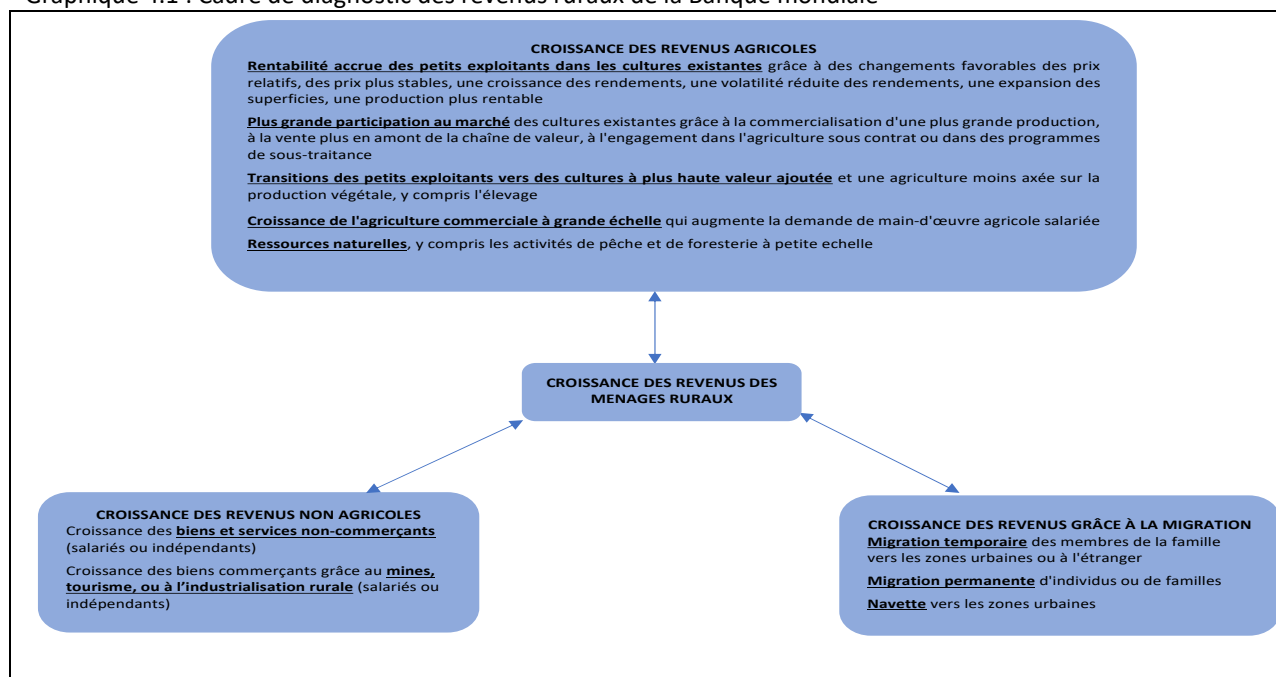 Graphique 4.1 : Cadre de diagnostic des revenus ruraux de la Banque mondiale
CROISSANCE DES REVENUS AGRICOLES
Rentabilité accrue des petits exploitants dans les cultures existantes grâce à des changements favorables des prix
relatifs, des prix plus stables, une croissance des rendements, une volatilité réduite des rendements, une expansion des
superficies, une production plus rentable
Plus grande participation au marché des cultures existantes grâce à la commercialisation d'une plus grande production,
à la vente plus en amont de la chaîne de valeur, à l'engagement dans l'agriculture sous contrat ou dans des programmes
de sous-traitance
Transitions des petits exploitants vers des cultures à plus haute valeur ajoutée et une agriculture moins axée sur la
production végétale, y compris l'élevage
Croissance de l'agriculture commerciale à grande échelle qui augmente la demande de main-d'œuvre agricole salariée
Ressources naturelles, y compris les activités de pêche et de foresterie à petite echelle
CROISSANCE DES REVENUS DES
MENAGES RURAUX
CROISSANCE DES REVENUS NON AGRICOLES
Croissance des biens et services non-commerçants
(salariés ou indépendants)
Croissance des biens commerçants grâce au mines,
tourisme, ou à l'industrialisation rurale (salariés ou
indépendants)
CROISSANCE DES REVENUS GRÂCE À LA MIGRATION
Migration temporaire des membres de la famille
vers les zones urbaines ou à l'étranger
Migration permanente d'individus ou de familles
Navette vers les zones urbaines